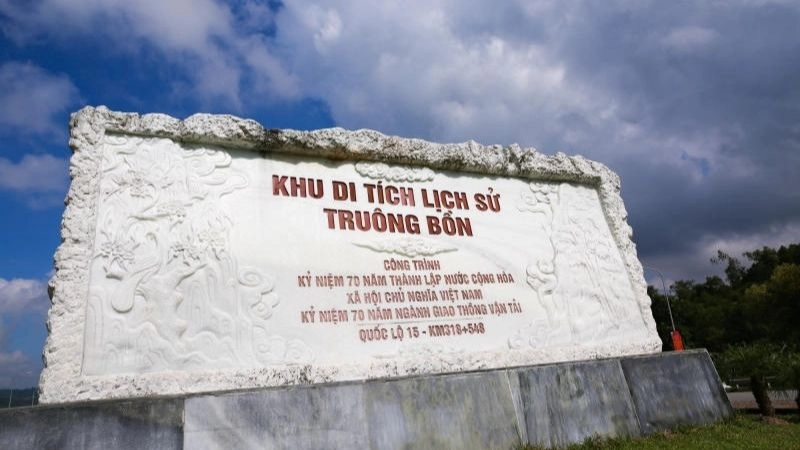 KHU DI TÍCH LỊCH SỬ
TRUÔNG BỒN
CÔNG TRÌNH
KỶ NIỆM 70 NĂM THÀNH LẬP NƯỚC CỘNG HÒA
XÃ HỘI CHỦ NGHĨA VIỆT NAM
KỶ NIỆM 70 NĂM NGÀNH GIAO THÔNG VẬN TẢI
QUỐC LỘ 15 - KM318+548